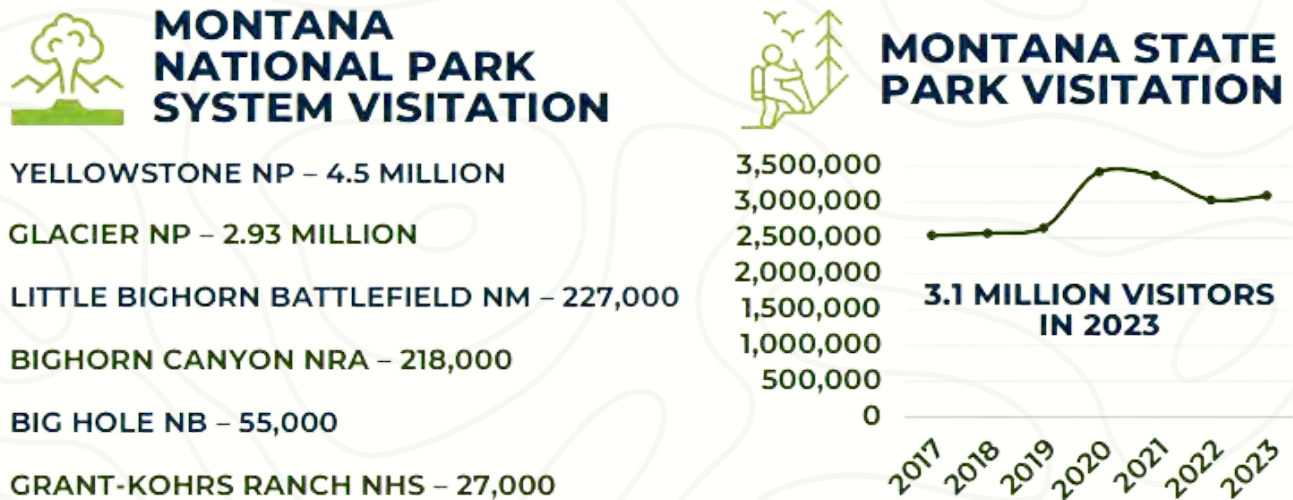 MONTANA
NATIONAL PARK
SYSTEM VISITATION
YELLOWSTONE NP – 4.5 MILLION
GLACIER NP – 2.93 MILLION
LITTLE BIGHORN BATTLEFIELD NM – 227,000
BIGHORN CANYON NRA – 218,000
BIG HOLE NB – 55,000
GRANT-KOHRS RANCH NHS – 27,000
MONTANA STATE
PARK VISITATION
3,500,000
3,000,000
2,500,000
2,000,000
1,500,000
1,000,000
500,000
0
3.1 MILLION VISITORS
IN 2023
2017 2018 2019 2020 2021 2022 2023